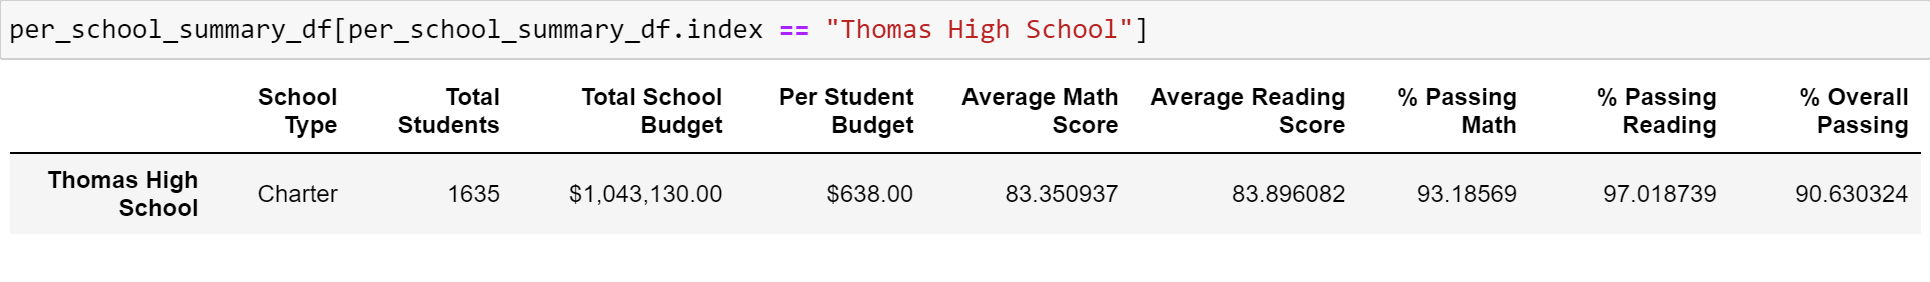 per_school_summary_df[per_school_summary_df.index == "Thomas High School"]
School Type Total Students Total School Budget Per Student Budget Average Math Score Average Reading Score % Passing Math % Passing Reading % Overall Passing
Thomas High School Charter 1635 $1,043,130.00 $638.00 83.350937 83.896082 93.18569 97.018739 90.630324